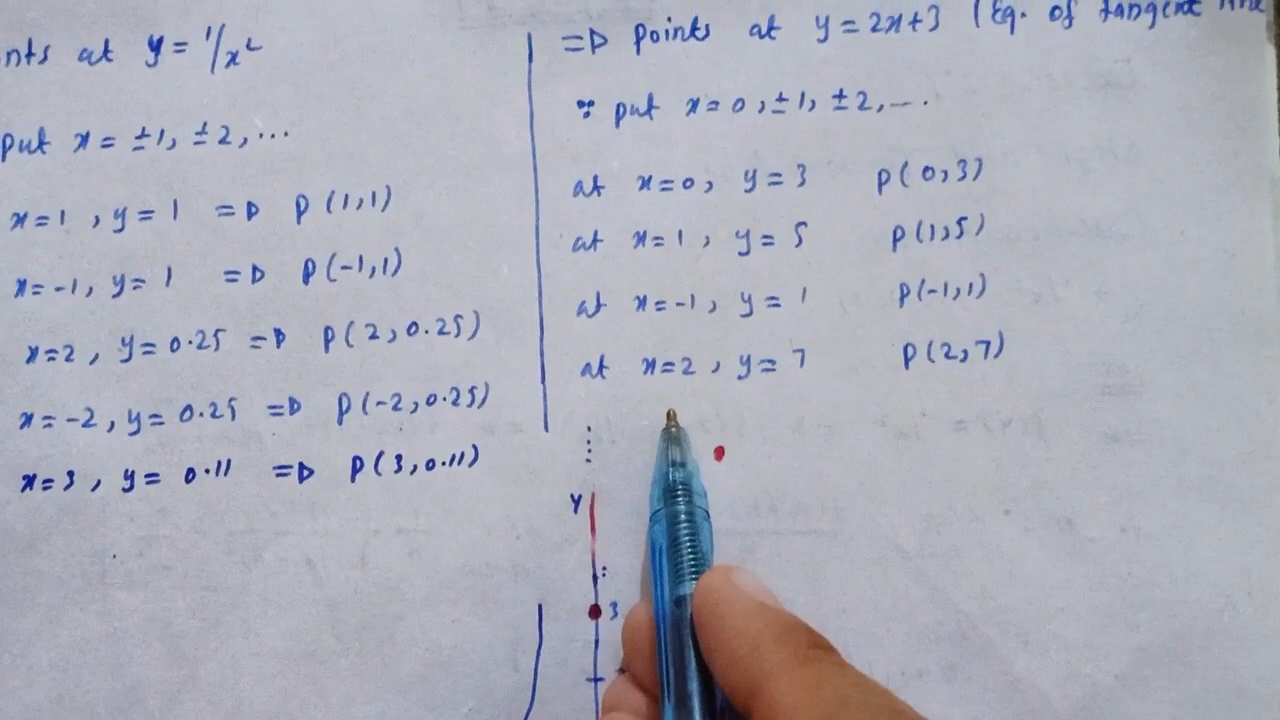 nts at y = 1/x²
put x = ±1, ±2, ...
x=1 , y= 1 => P (1,1)
x=-1, y= 1 => P(-1,1)
x=2 , y=0.25 => P(2,0.25)
x=-2, y=0.25 => P(-2,0.25)
x=3 , y= 0.11 => P(3,0.11)
=> points at y=2x+3 (Eq. of tangent line
∵ put x=0,±1, ±2,...
at x=0, y=3 P(0,3)
at x=1, y=5 P(1,5)
at x=-1, y=1 P(-1,1)
at x=2, y=7 P(2,7)
Y
3